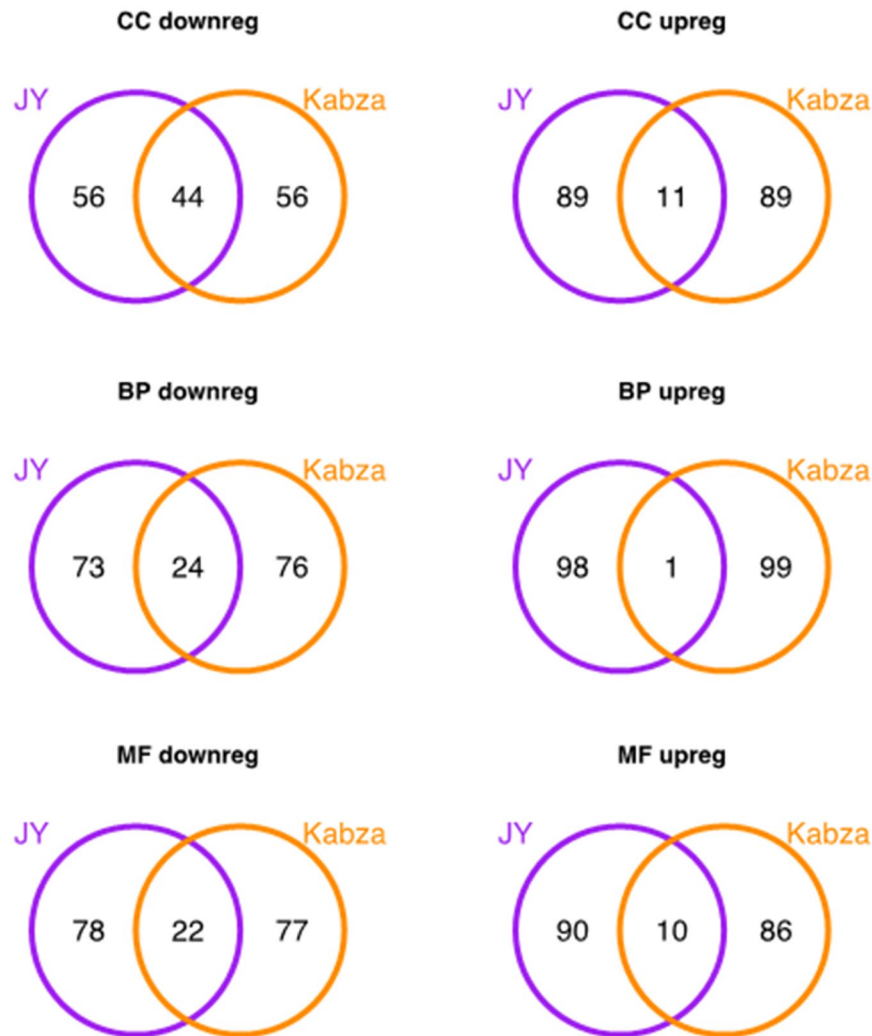 CC downreg
CC upreg
JY Kabza
JY Kabza
56 44 56
89 11 89
BP downreg
BP upreg
JY Kabza
JY Kabza
73 24 76
98 1 99
MF downreg
MF upreg
JY Kabza
JY Kabza
78 22 77
90 10 86